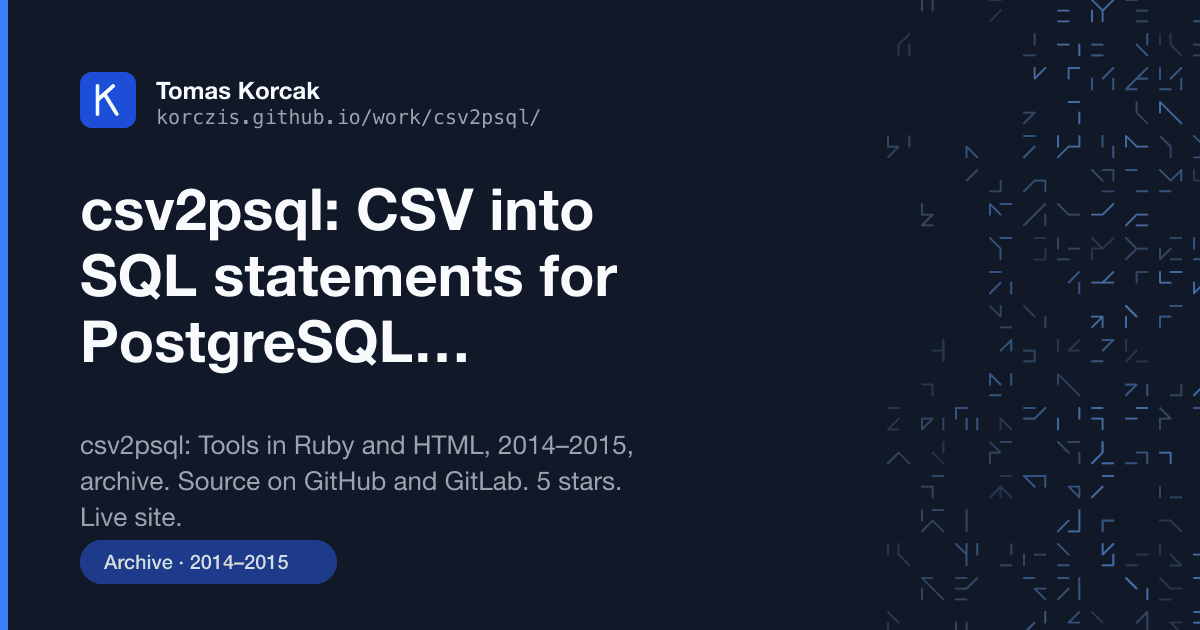 K
Tomas Korcak
korczis.github.io/work/csv2psql/
csv2psql: CSV into
SQL statements for
PostgreSQL…
csv2psql: Tools in Ruby and HTML, 2014–2015,
archive. Source on GitHub and GitLab. 5 stars.
Live site.
Archive · 2014–2015